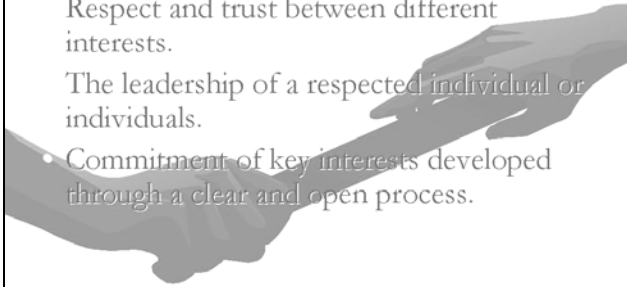 Respect and trust between different
interests.
The leadership of a respected individual or
individuals.
• Commitment of key interests developed
through a clear and open process.